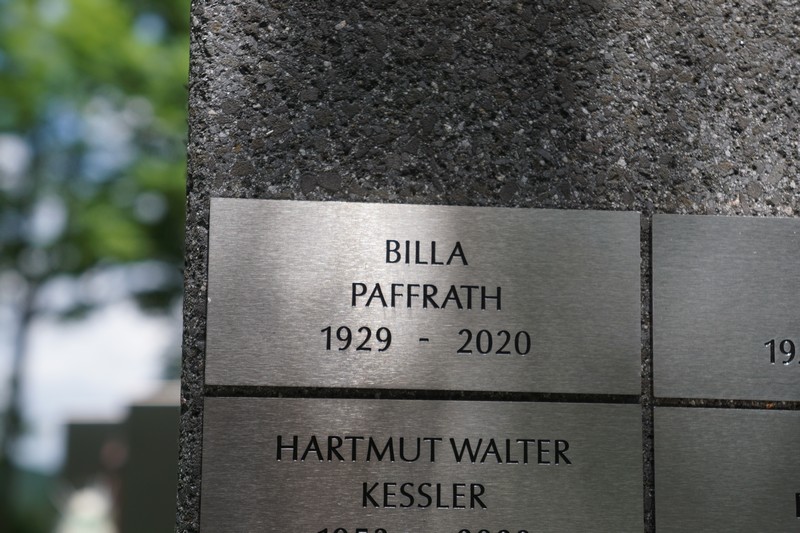 BILLA
PAFFRATH
1929 - 2020
HARTMUT WALTER
KESSLER